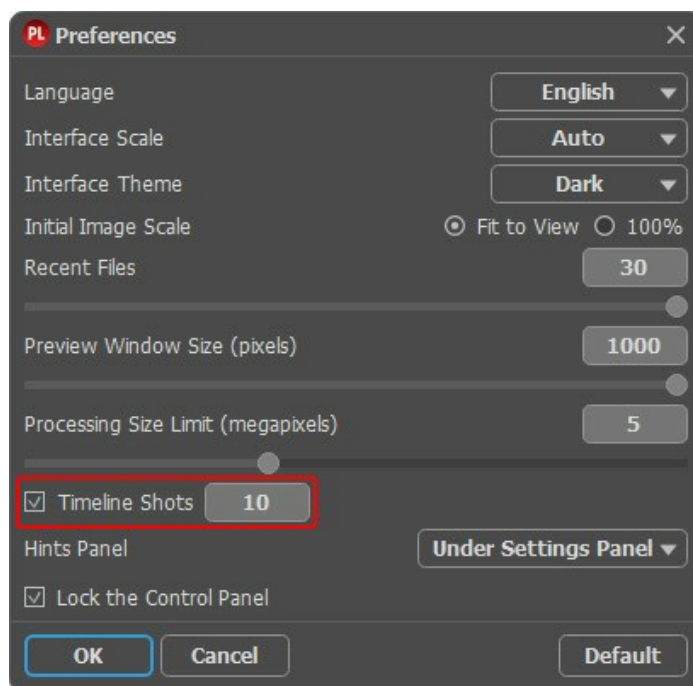 PL Preferences
Language English
Interface Scale Auto
Interface Theme Dark
Initial Image Scale Fit to View 100%
Recent Files 30
Preview Window Size (pixels) 1000
Processing Size Limit (megapixels) 5
Timeline Shots 10
Hints Panel Under Settings Panel
Lock the Control Panel
OK Cancel Default